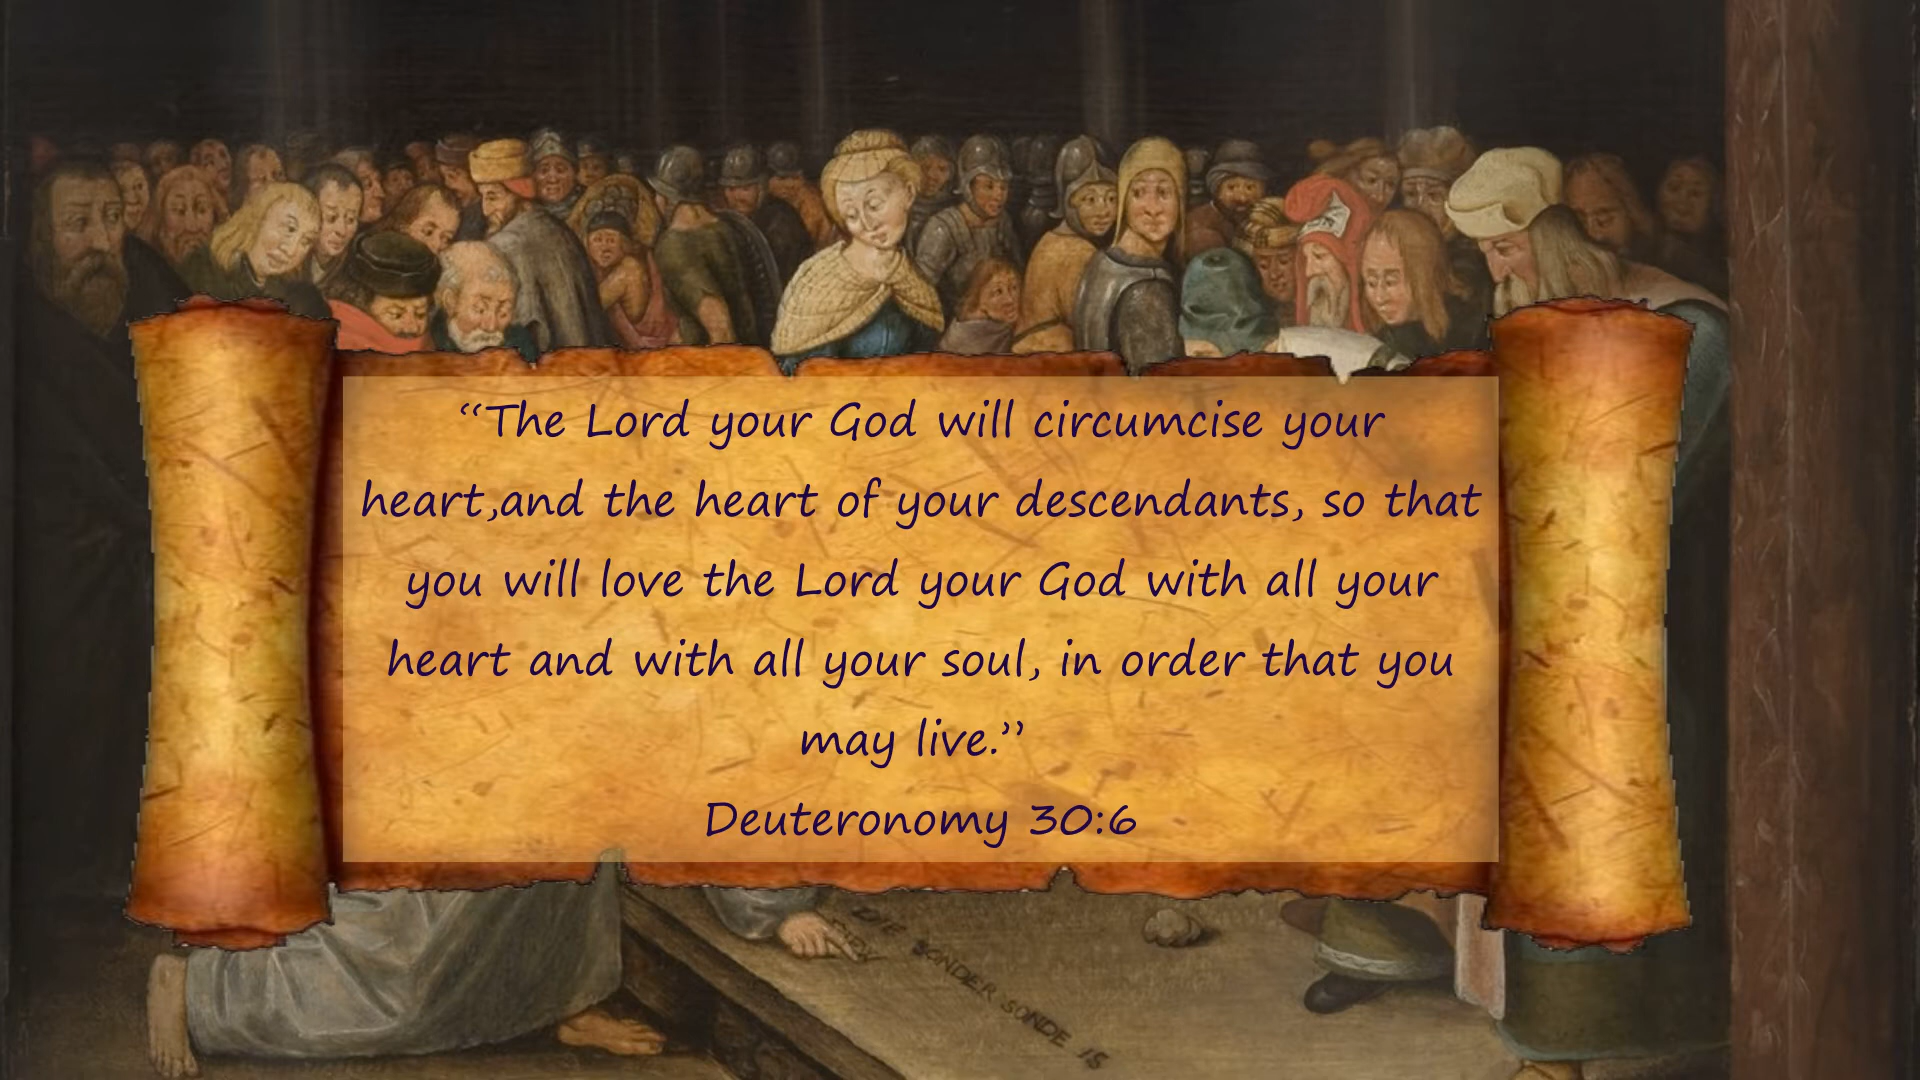 “The Lord your God will circumcise your
heart,and the heart of your descendants, so that
you will love the Lord your God with all your
heart and with all your soul, in order that you
may live.”
Deuteronomy 30:6
DIE SONDER SONDE IS